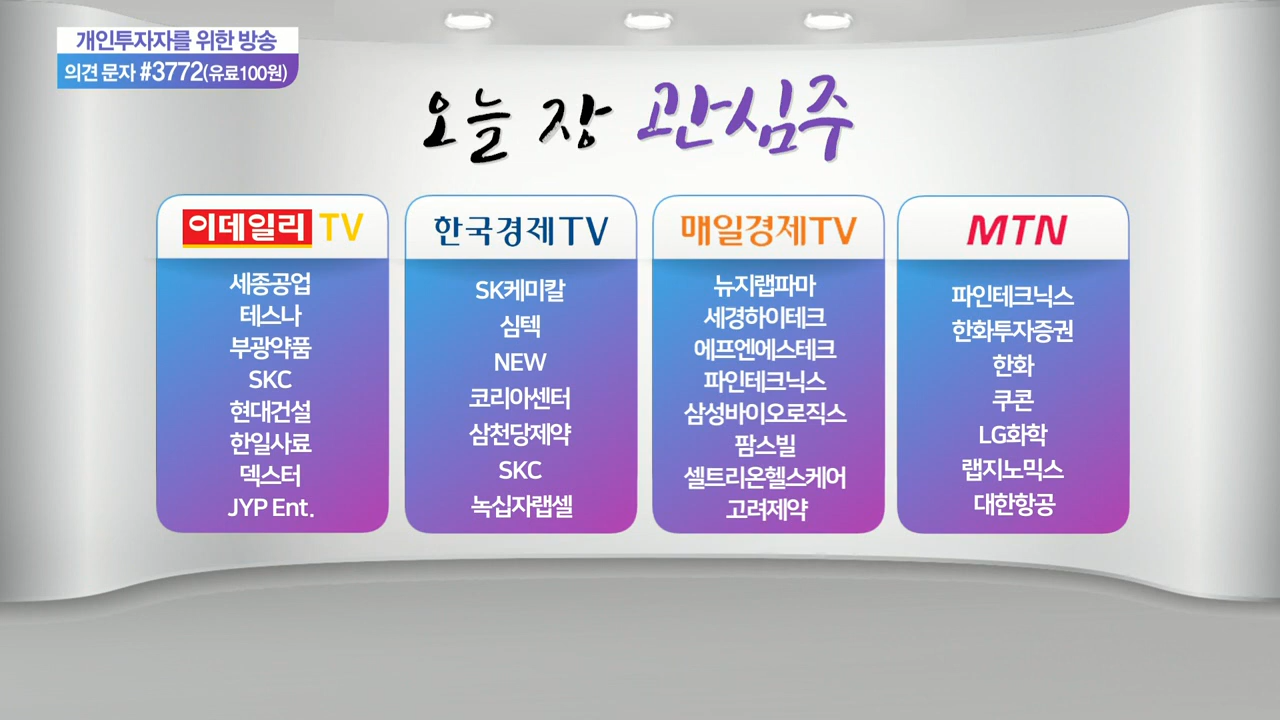 개인투자자를 위한 방송
의견 문자 #3772(유료100원)
오늘 장 관심주
이데일리 TV
세종공업
테스나
부광약품
SKC
현대건설
한일사료
덱스터
JYP Ent.
한국경제TV
SK케미칼
심텍
NEW
코리아센터
삼천당제약
SKC
녹십자랩셀
매일경제TV
뉴지랩파마
세경하이테크
에프엔에스테크
파인테크닉스
삼성바이오로직스
팜스빌
셀트리온헬스케어
고려제약
MTN
파인테크닉스
한화투자증권
한화
쿠콘
LG화학
랩지노믹스
대한항공